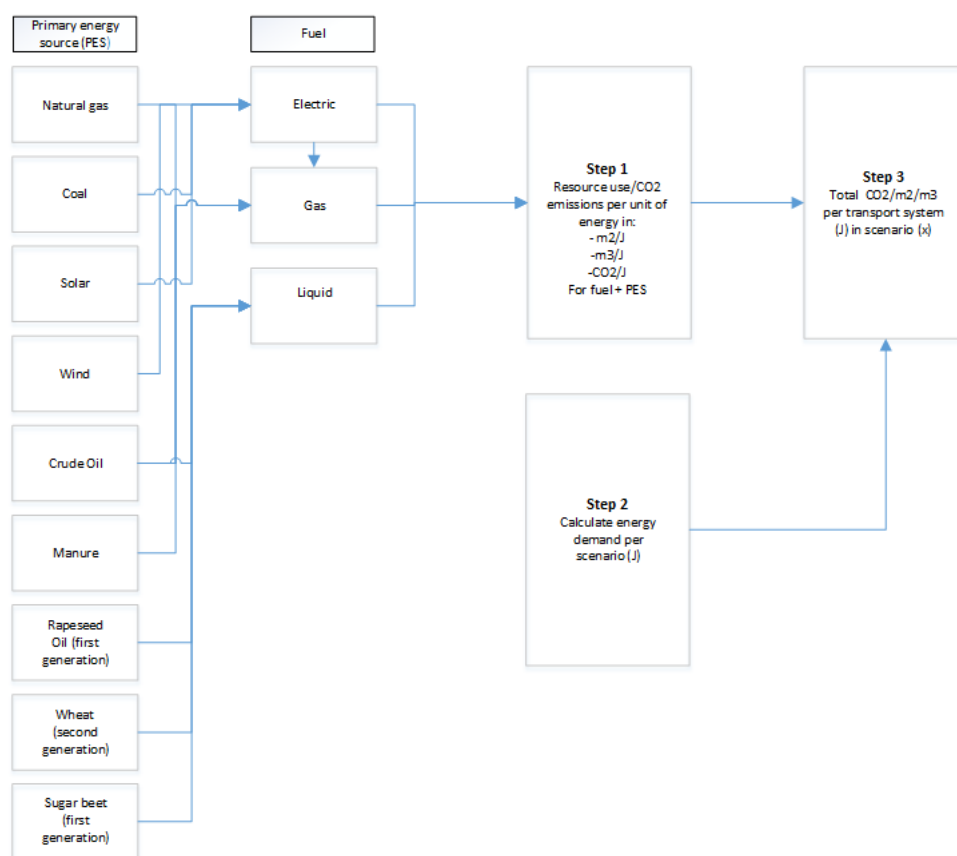 Primary energy
source (PES)
Fuel
Natural gas
Coal
Solar
Wind
Crude Oil
Manure
Rapeseed
Oil (first
generation)
Wheat
(second
generation)
Sugar beet
(first
generation)
Electric
Gas
Liquid
Step 1
Resource use/CO2
emissions per unit of
energy in:
- m2/J
-m3/J
-CO2/J
For fuel + PES
Step 2
Calculate energy
demand per
scenario (J)
Step 3
Total CO2/m2/m3
per transport system
(J) in scenario (x)